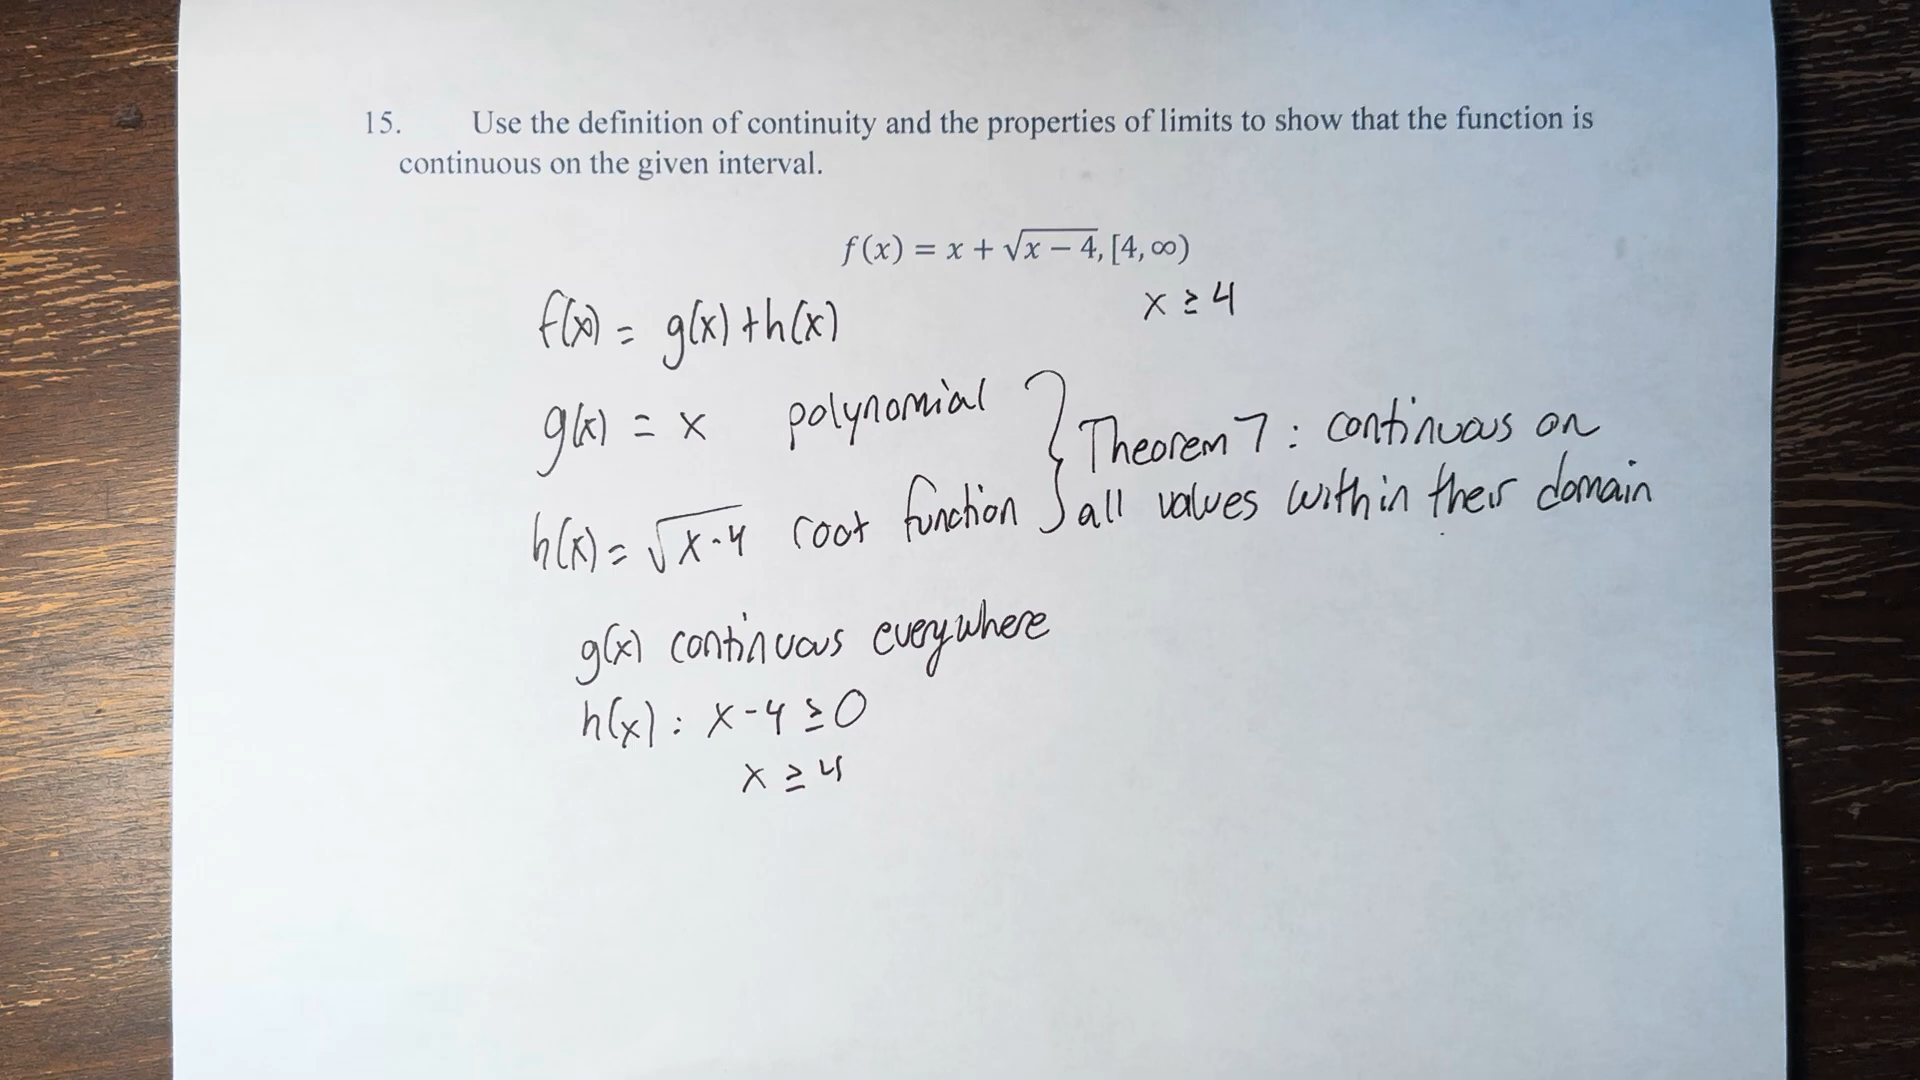 15. Use the definition of continuity and the properties of limits to show that the function is
continuous on the given interval.
f(x) = x + √x − 4, [4, ∞)
x ≥ 4
f(x) = g(x) + h(x)
g(x) = x polynomial
h(x) = √x-4 root function
} Theorem 7 : continuous on
all values within their domain
g(x) continuous everywhere
h(x) : x-4 ≥ 0
x ≥ 4